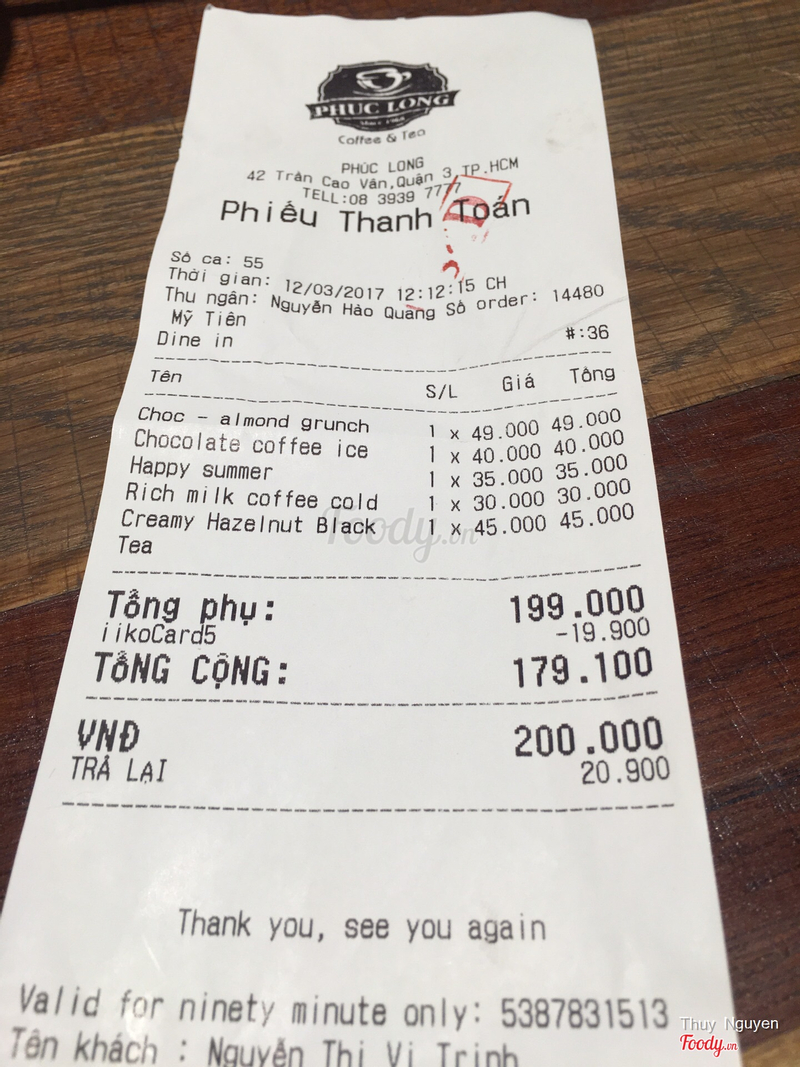 PHUC LONG
Coffee & Tea
PHÚC LONG
42 Trần Cao Vân,Quận 3,TP.HCM
TELL:08 3939 7777
Phiếu Thanh Toán
Số ca: 55
Thời gian: 12/03/2017 12:12:15 CH
Thu ngân: Nguyễn Hào Quang Số order: 14480
Mỹ Tiên
Dine in #:36
Tên S/L Giá Tổng
Choc - almond grunch 1 x 49.000 49.000
Chocolate coffee ice 1 x 40.000 40.000
Happy summer 1 x 35.000 35.000
Rich milk coffee cold 1 x 30.000 30.000
Creamy Hazelnut Black 1 x 45.000 45.000
Tea
Foody.vn
Tổng phụ: 199.000
iikoCard5 -19.900
TỔNG CỘNG: 179.100
VNĐ 200.000
TRẢ LẠI 20.900
Thank you, see you again
Valid for ninety minute only: 5387831513
Tên khách : Nguyễn Thị Vi Trinh
Thuy Nguyen
Foody.vn